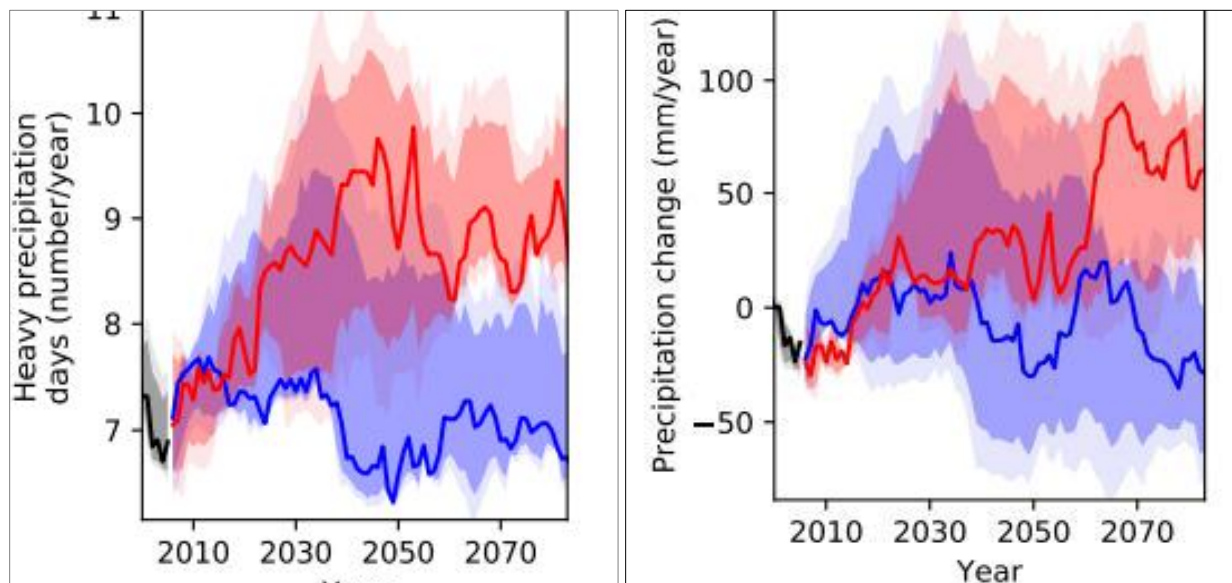 11
10
9
8
7
Heavy precipitation
days (number/year)
2010 2030 2050 2070
100
50
0
−50
Precipitation change (mm/year)
2010 2030 2050 2070
Year